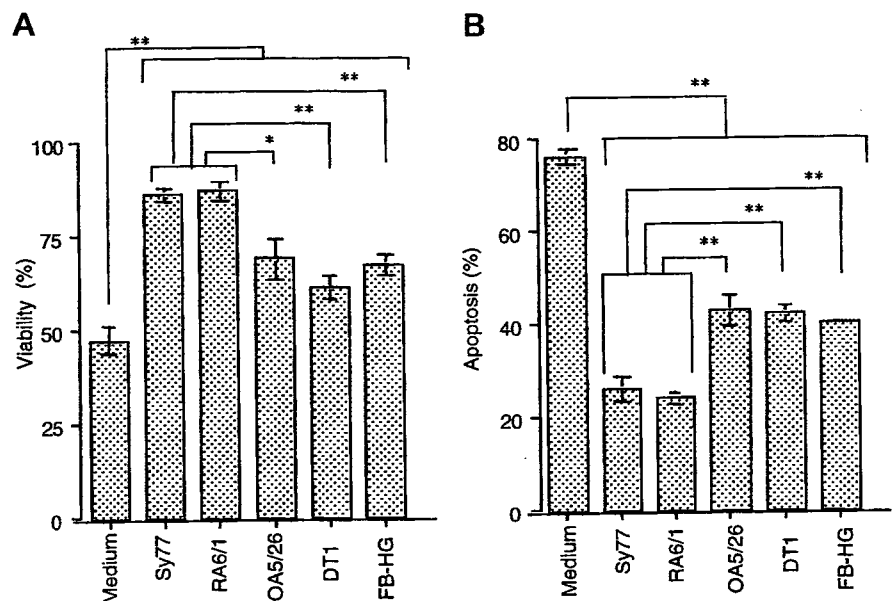 A
**
**
**
*
100
75
50
25
0
Viability (%)
Medium
Sy77
RA6/1
OA5/26
DT1
FB-HG
B
**
**
**
**
80
60
40
20
0
Apoptosis (%)
Medium
Sy77
RA6/1
OA5/26
DT1
FB-HG